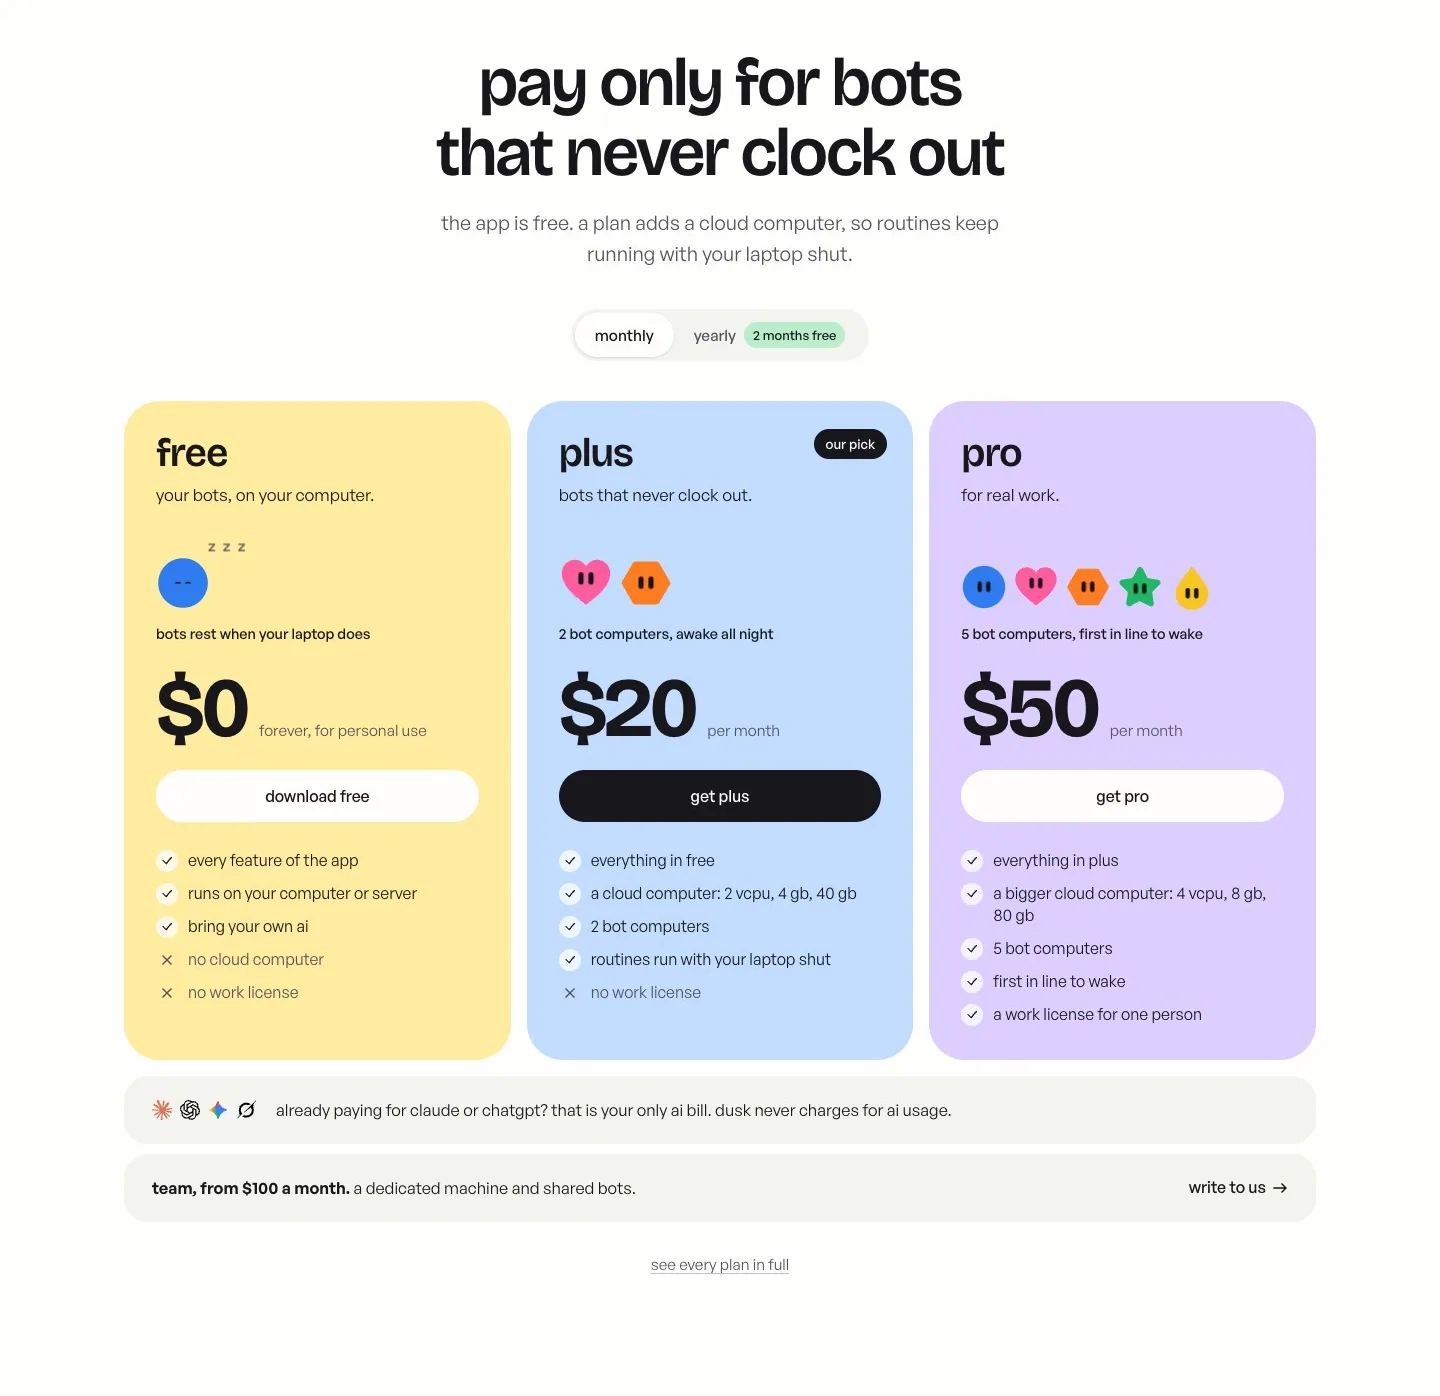 pay only for bots
that never clock out
the app is free. a plan adds a cloud computer, so routines keep
running with your laptop shut.
monthly
yearly
2 months free
free
your bots, on your computer.
z z z
bots rest when your laptop does
$0
forever, for personal use
download free
every feature of the app
runs on your computer or server
bring your own ai
no cloud computer
no work license
plus
our pick
bots that never clock out.
2 bot computers, awake all night
$20
per month
get plus
everything in free
a cloud computer: 2 vcpu, 4 gb, 40 gb
2 bot computers
routines run with your laptop shut
no work license
pro
for real work.
5 bot computers, first in line to wake
$50
per month
get pro
everything in plus
a bigger cloud computer: 4 vcpu, 8 gb,
80 gb
5 bot computers
first in line to wake
a work license for one person
already paying for claude or chatgpt? that is your only ai bill. dusk never charges for ai usage.
team, from $100 a month. a dedicated machine and shared bots.
write to us →
see every plan in full